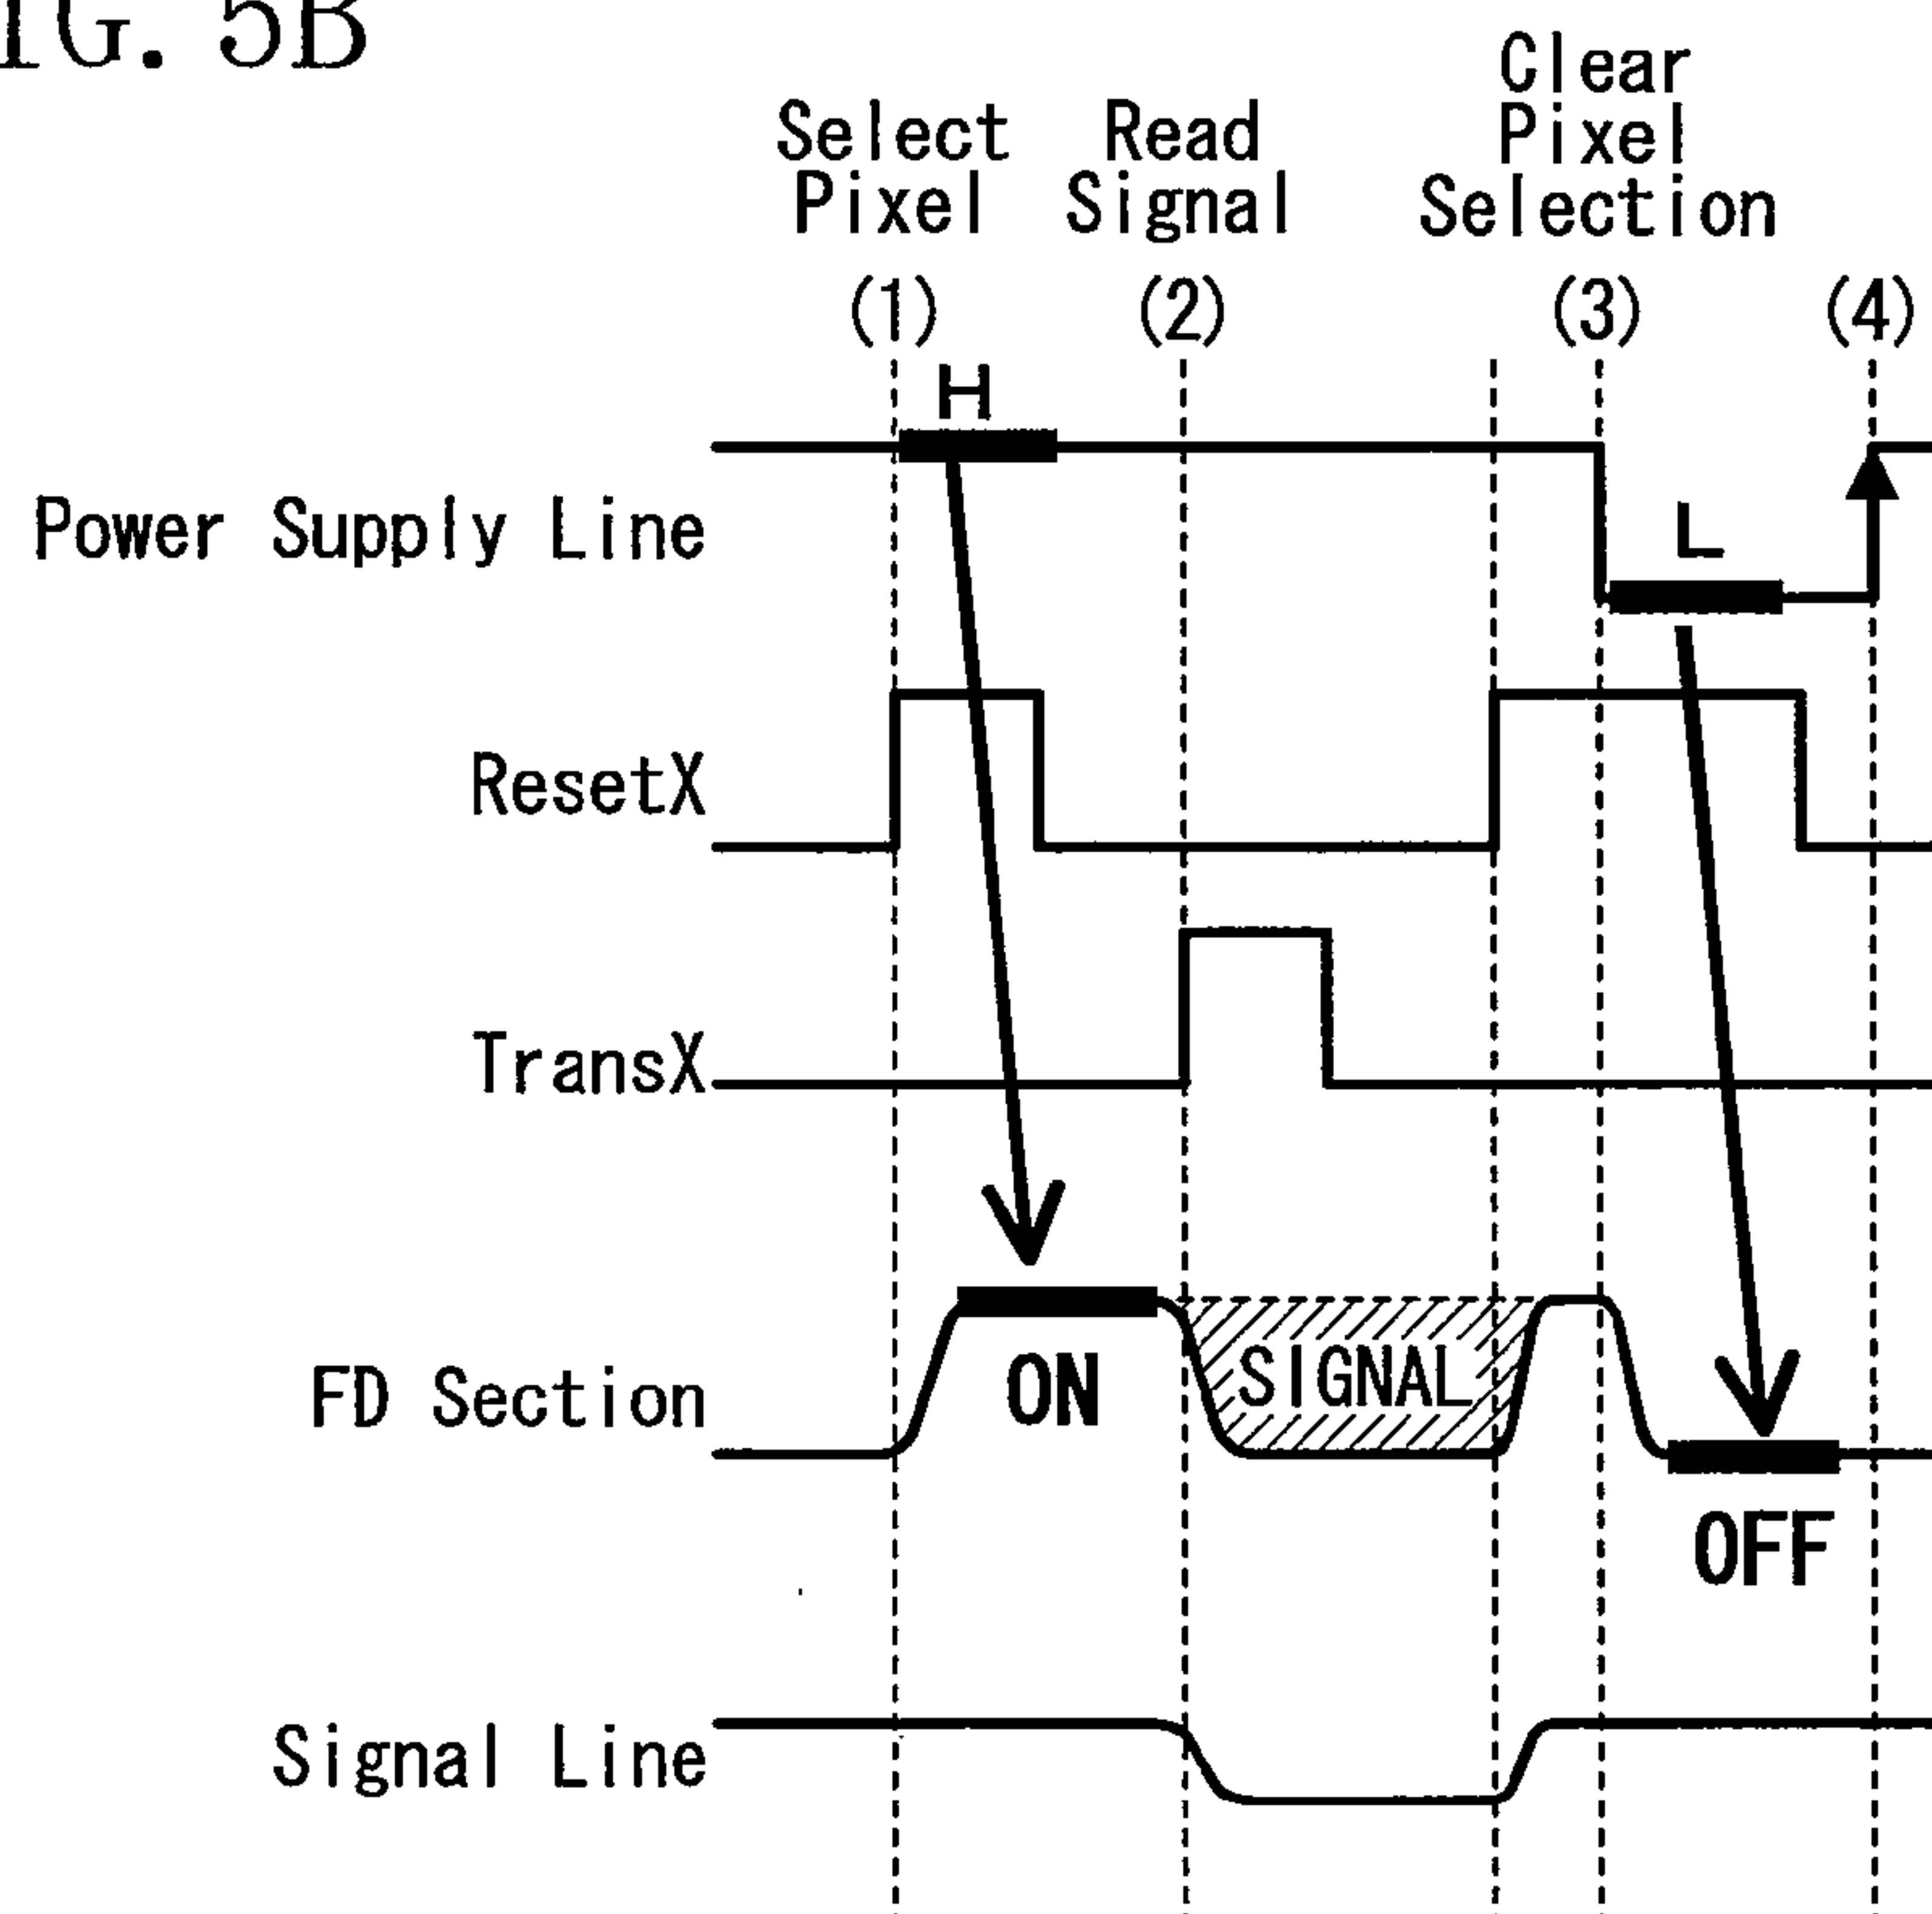 IG. 5B
Clear
Select Read Pixel
Pixel Signal Selection
(1) (2) (3) (4)
H
Power Supply Line
L
ResetX
TransX
FD Section
ON
SIGNAL
OFF
Signal Line